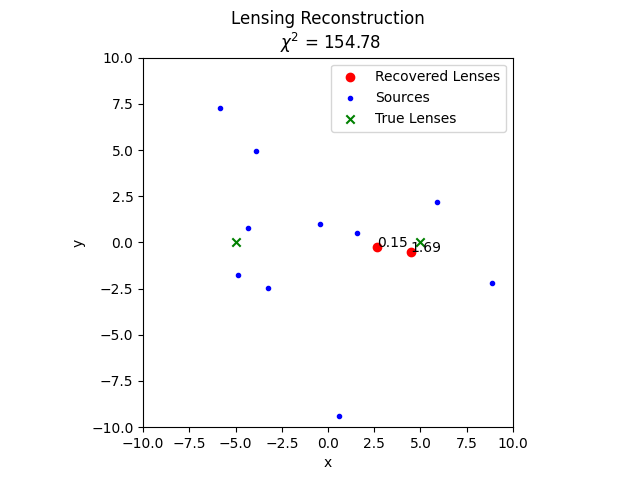 Lensing Reconstruction
χ² = 154.78
10.0
7.5
5.0
2.5
0.0
−2.5
−5.0
−7.5
−10.0
y
Recovered Lenses
Sources
True Lenses
0.15
1.69
−10.0 −7.5 −5.0 −2.5 0.0 2.5 5.0 7.5 10.0
x